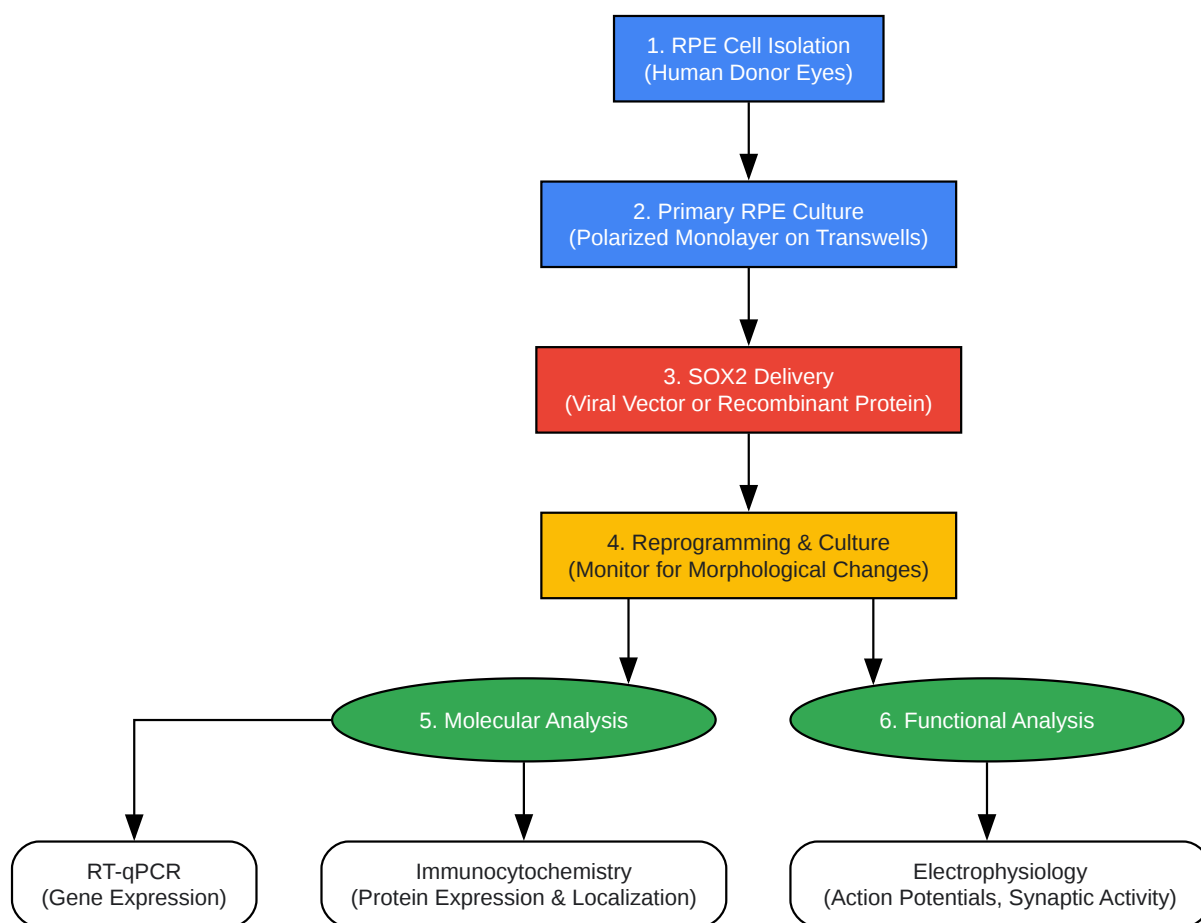 1. RPE Cell Isolation
(Human Donor Eyes)
2. Primary RPE Culture
(Polarized Monolayer on Transwells)
3. SOX2 Delivery
(Viral Vector or Recombinant Protein)
4. Reprogramming & Culture
(Monitor for Morphological Changes)
5. Molecular Analysis
6. Functional Analysis
RT-qPCR
(Gene Expression)
Immunocytochemistry
(Protein Expression & Localization)
Electrophysiology
(Action Potentials, Synaptic Activity)